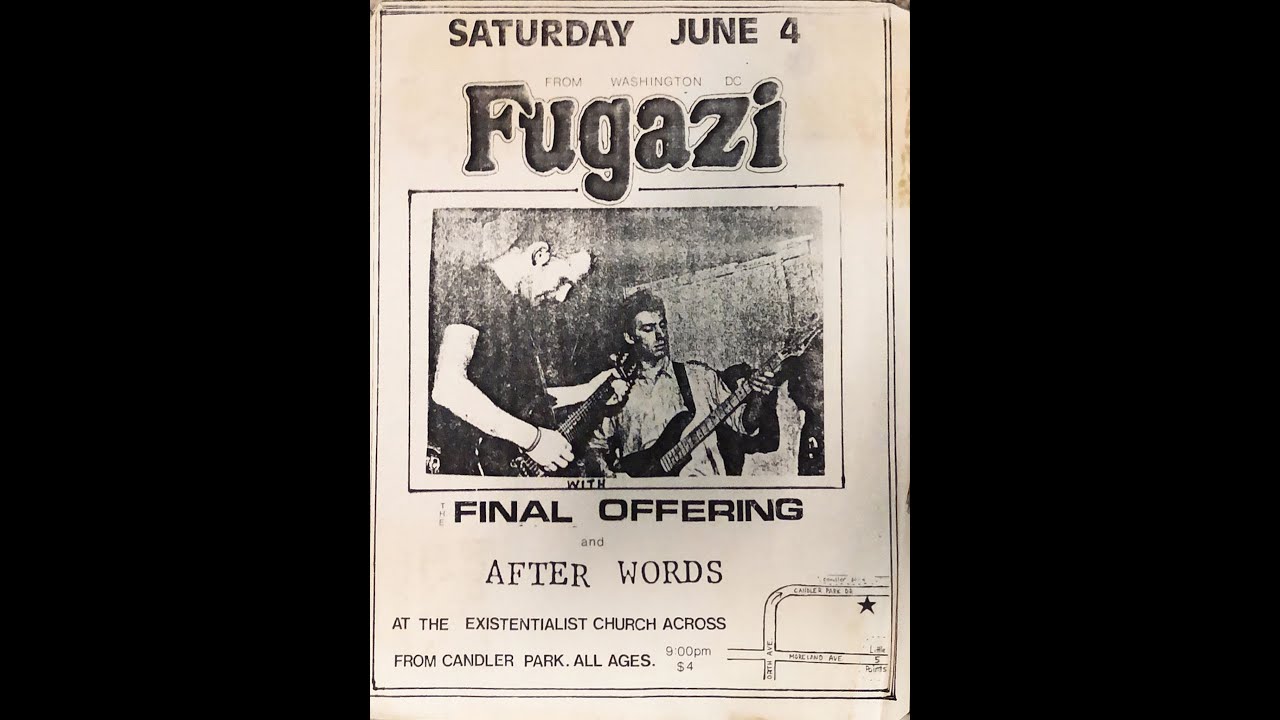 SATURDAY JUNE 4
FROM WASHINGTON DC
Fugazi
WITH
THE FINAL OFFERING
and
AFTER WORDS
AT THE EXISTENTIALIST CHURCH ACROSS
FROM CANDLER PARK. ALL AGES. 9:00pm
$4
CANDLER PARK DR
MORELAND AVE
Little
5
Points
AVE